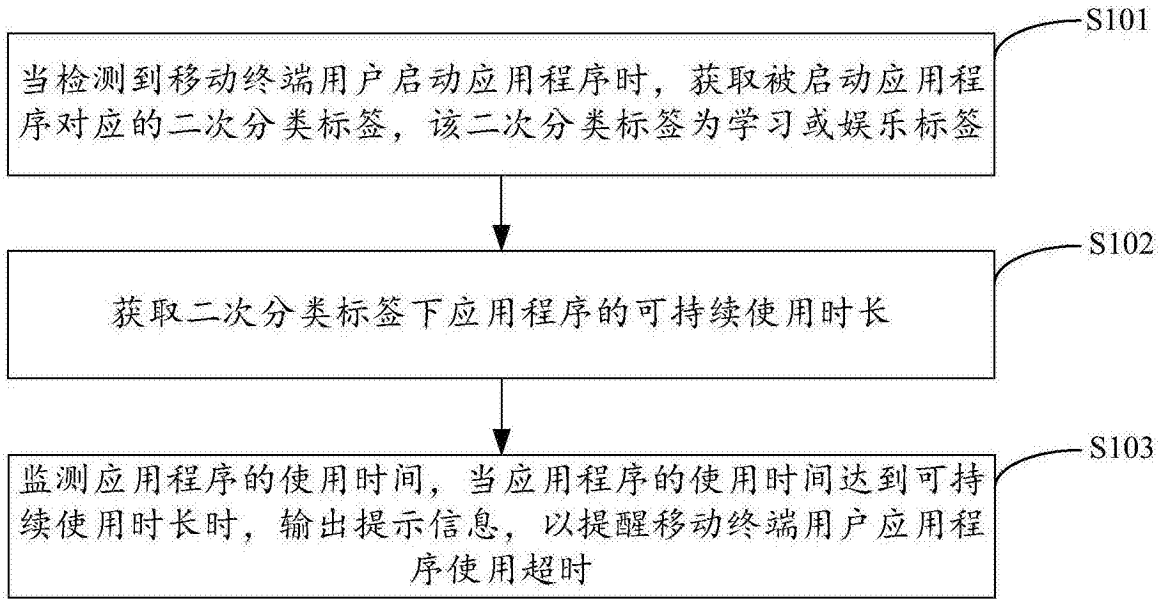 S101
当检测到移动终端用户启动应用程序时，获取被启动应用程
序对应的二次分类标签，该二次分类标签为学习或娱乐标签
S102
获取二次分类标签下应用程序的可持续使用时长
S103
监测应用程序的使用时间，当应用程序的使用时间达到可持
续使用时长时，输出提示信息，以提醒移动终端用户应用程
序使用超时